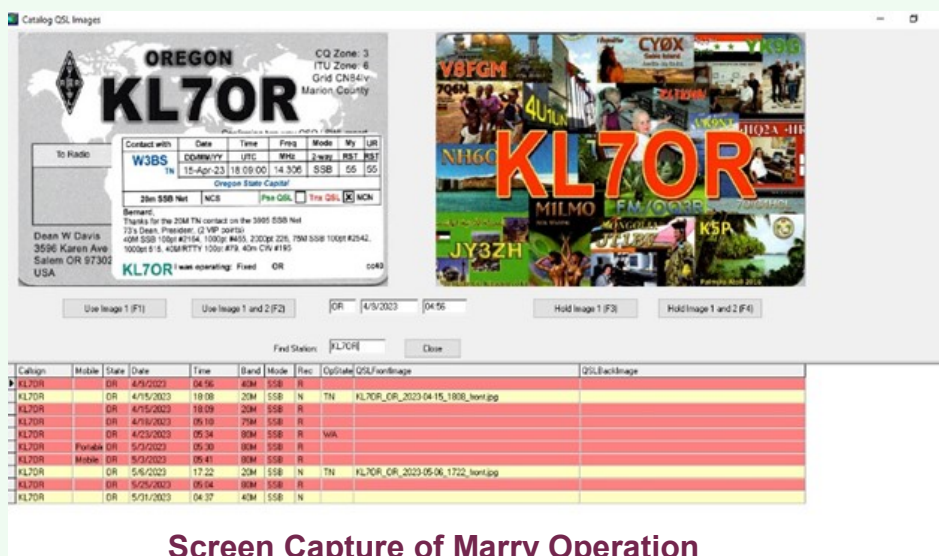 Catalog QSL Images
OREGON
KL7OR
CQ Zone: 3
ITU Zone: 6
Grid CN84lv
Marion County
To Radio
Contact with Date Time Freq Mode My UR
W3BS DD/MM/YY UTC MHz 2-way RST RST
TN 15-Apr-23 18:09:00 14.306 SSB 55 55
Oregon State Capital
20m SSB Net NCS Pse QSL Tnx QSL X NCN
Bernard,
Thanks for the 20M TN contact on the 3905 SSB Net
73's Dean, President, (2 VIP points)
KL7OR I was operating: Fixed OR
Dean W Davis
3596 Karen Ave
Salem OR 97302
USA
V8FGM
7Q6M
4U1UN
CYØX
YK9G
HQ2A
NH6
KL7OR
MILMO
FM/OQ3R
JY3ZH
MONGOLIA
JT1BC
K5P
Use Image 1 (F1) Use Image 1 and 2 (F2) OR 4/9/2023 04:56 Hold Image 1 (F3) Hold Image 1 and 2 (F4)
Find Station: KL7OR Close
Callsign Mobile State Date Time Band Mode Rec OpState QSLFrontImage QSLBackImage
KL7OR OR 4/9/2023 04:56 40M SSB R
KL7OR OR 4/15/2023 18:08 20M SSB N TN KL7OR_OR_2023-04-15_1808_front.jpg
KL7OR OR 4/15/2023 18:09 20M SSB R
KL7OR OR 4/18/2023 05:10 75M SSB R
KL7OR OR 4/23/2023 05:34 80M SSB R WA
KL7OR Portable OR 5/3/2023 05:30 80M SSB R
KL7OR Mobile OR 5/3/2023 05:41 80M SSB R
KL7OR OR 5/6/2023 17:22 20M SSB N TN KL7OR_OR_2023-05-06_1722_front.jpg
KL7OR OR 5/25/2023 05:04 80M SSB R
KL7OR OR 5/31/2023 04:37 40M SSB N
Screen Capture of Marry Operation